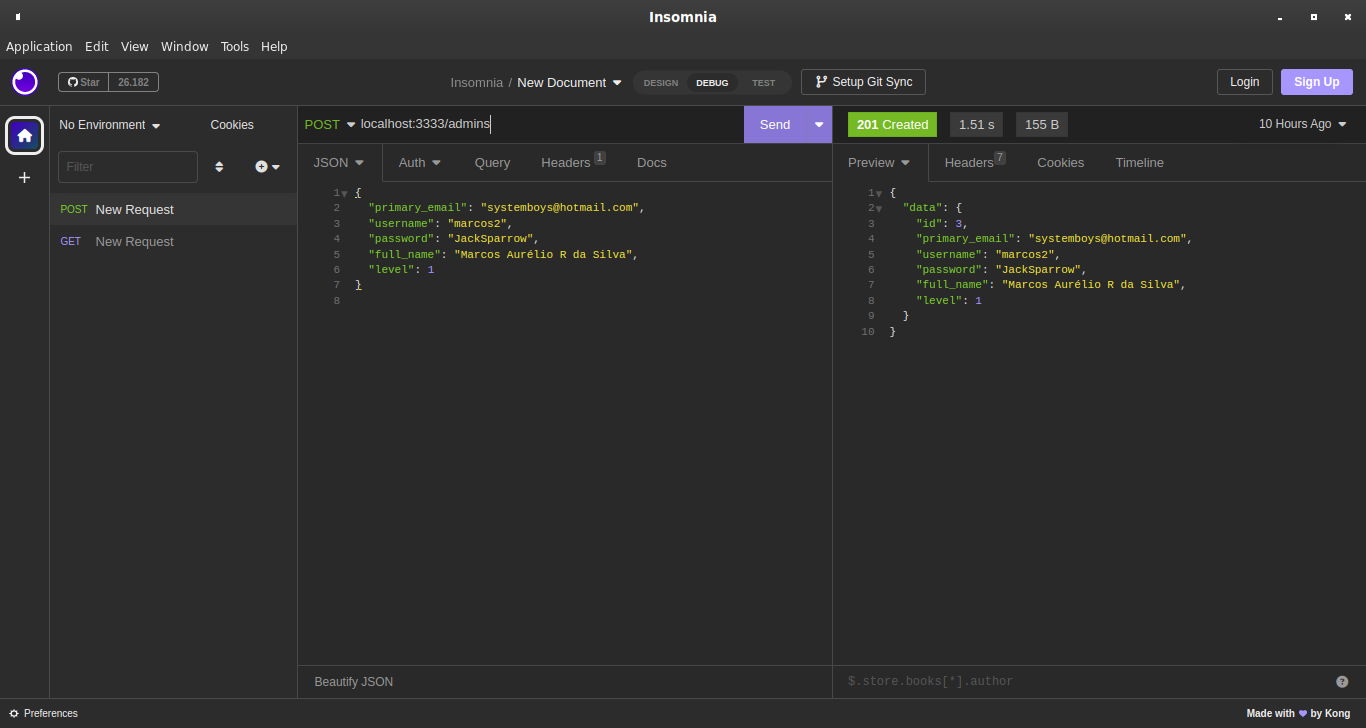 Insomnia
Application Edit View Window Tools Help
Star 26.182
Insomnia / New Document
DESIGN DEBUG TEST
Setup Git Sync
Login Sign Up
No Environment
Cookies
Filter
POST New Request
GET New Request
POST localhost:3333/admins
Send
JSON Auth Query Headers 1 Docs
1 {
2 "primary_email": "systemboys@hotmail.com",
3 "username": "marcos2",
4 "password": "JackSparrow",
5 "full_name": "Marcos Aurélio R da Silva",
6 "level": 1
7 }
8
Beautify JSON
201 Created 1.51 s 155 B
10 Hours Ago
Preview Headers 7 Cookies Timeline
1 {
2 "data": {
3 "id": 3,
4 "primary_email": "systemboys@hotmail.com",
5 "username": "marcos2",
6 "password": "JackSparrow",
7 "full_name": "Marcos Aurélio R da Silva",
8 "level": 1
9 }
10 }
$.store.books[*].author
?
Preferences
Made with by Kong